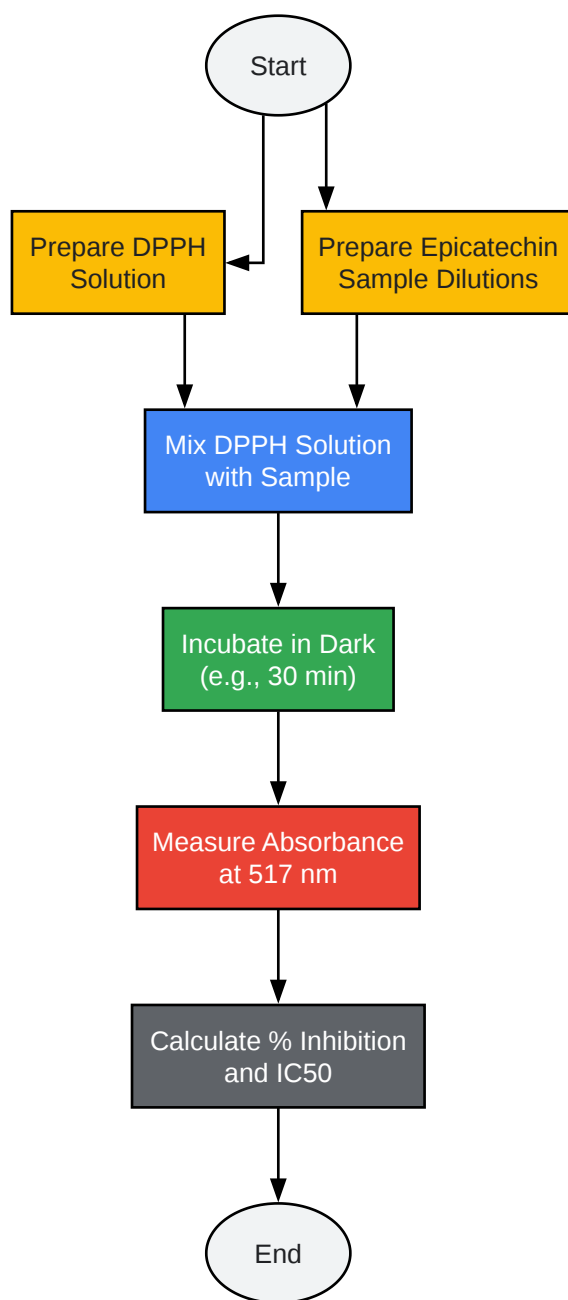 Start
Prepare DPPH
Solution
Prepare Epicatechin
Sample Dilutions
Mix DPPH Solution
with Sample
Incubate in Dark
(e.g., 30 min)
Measure Absorbance
at 517 nm
Calculate % Inhibition
and IC50
End